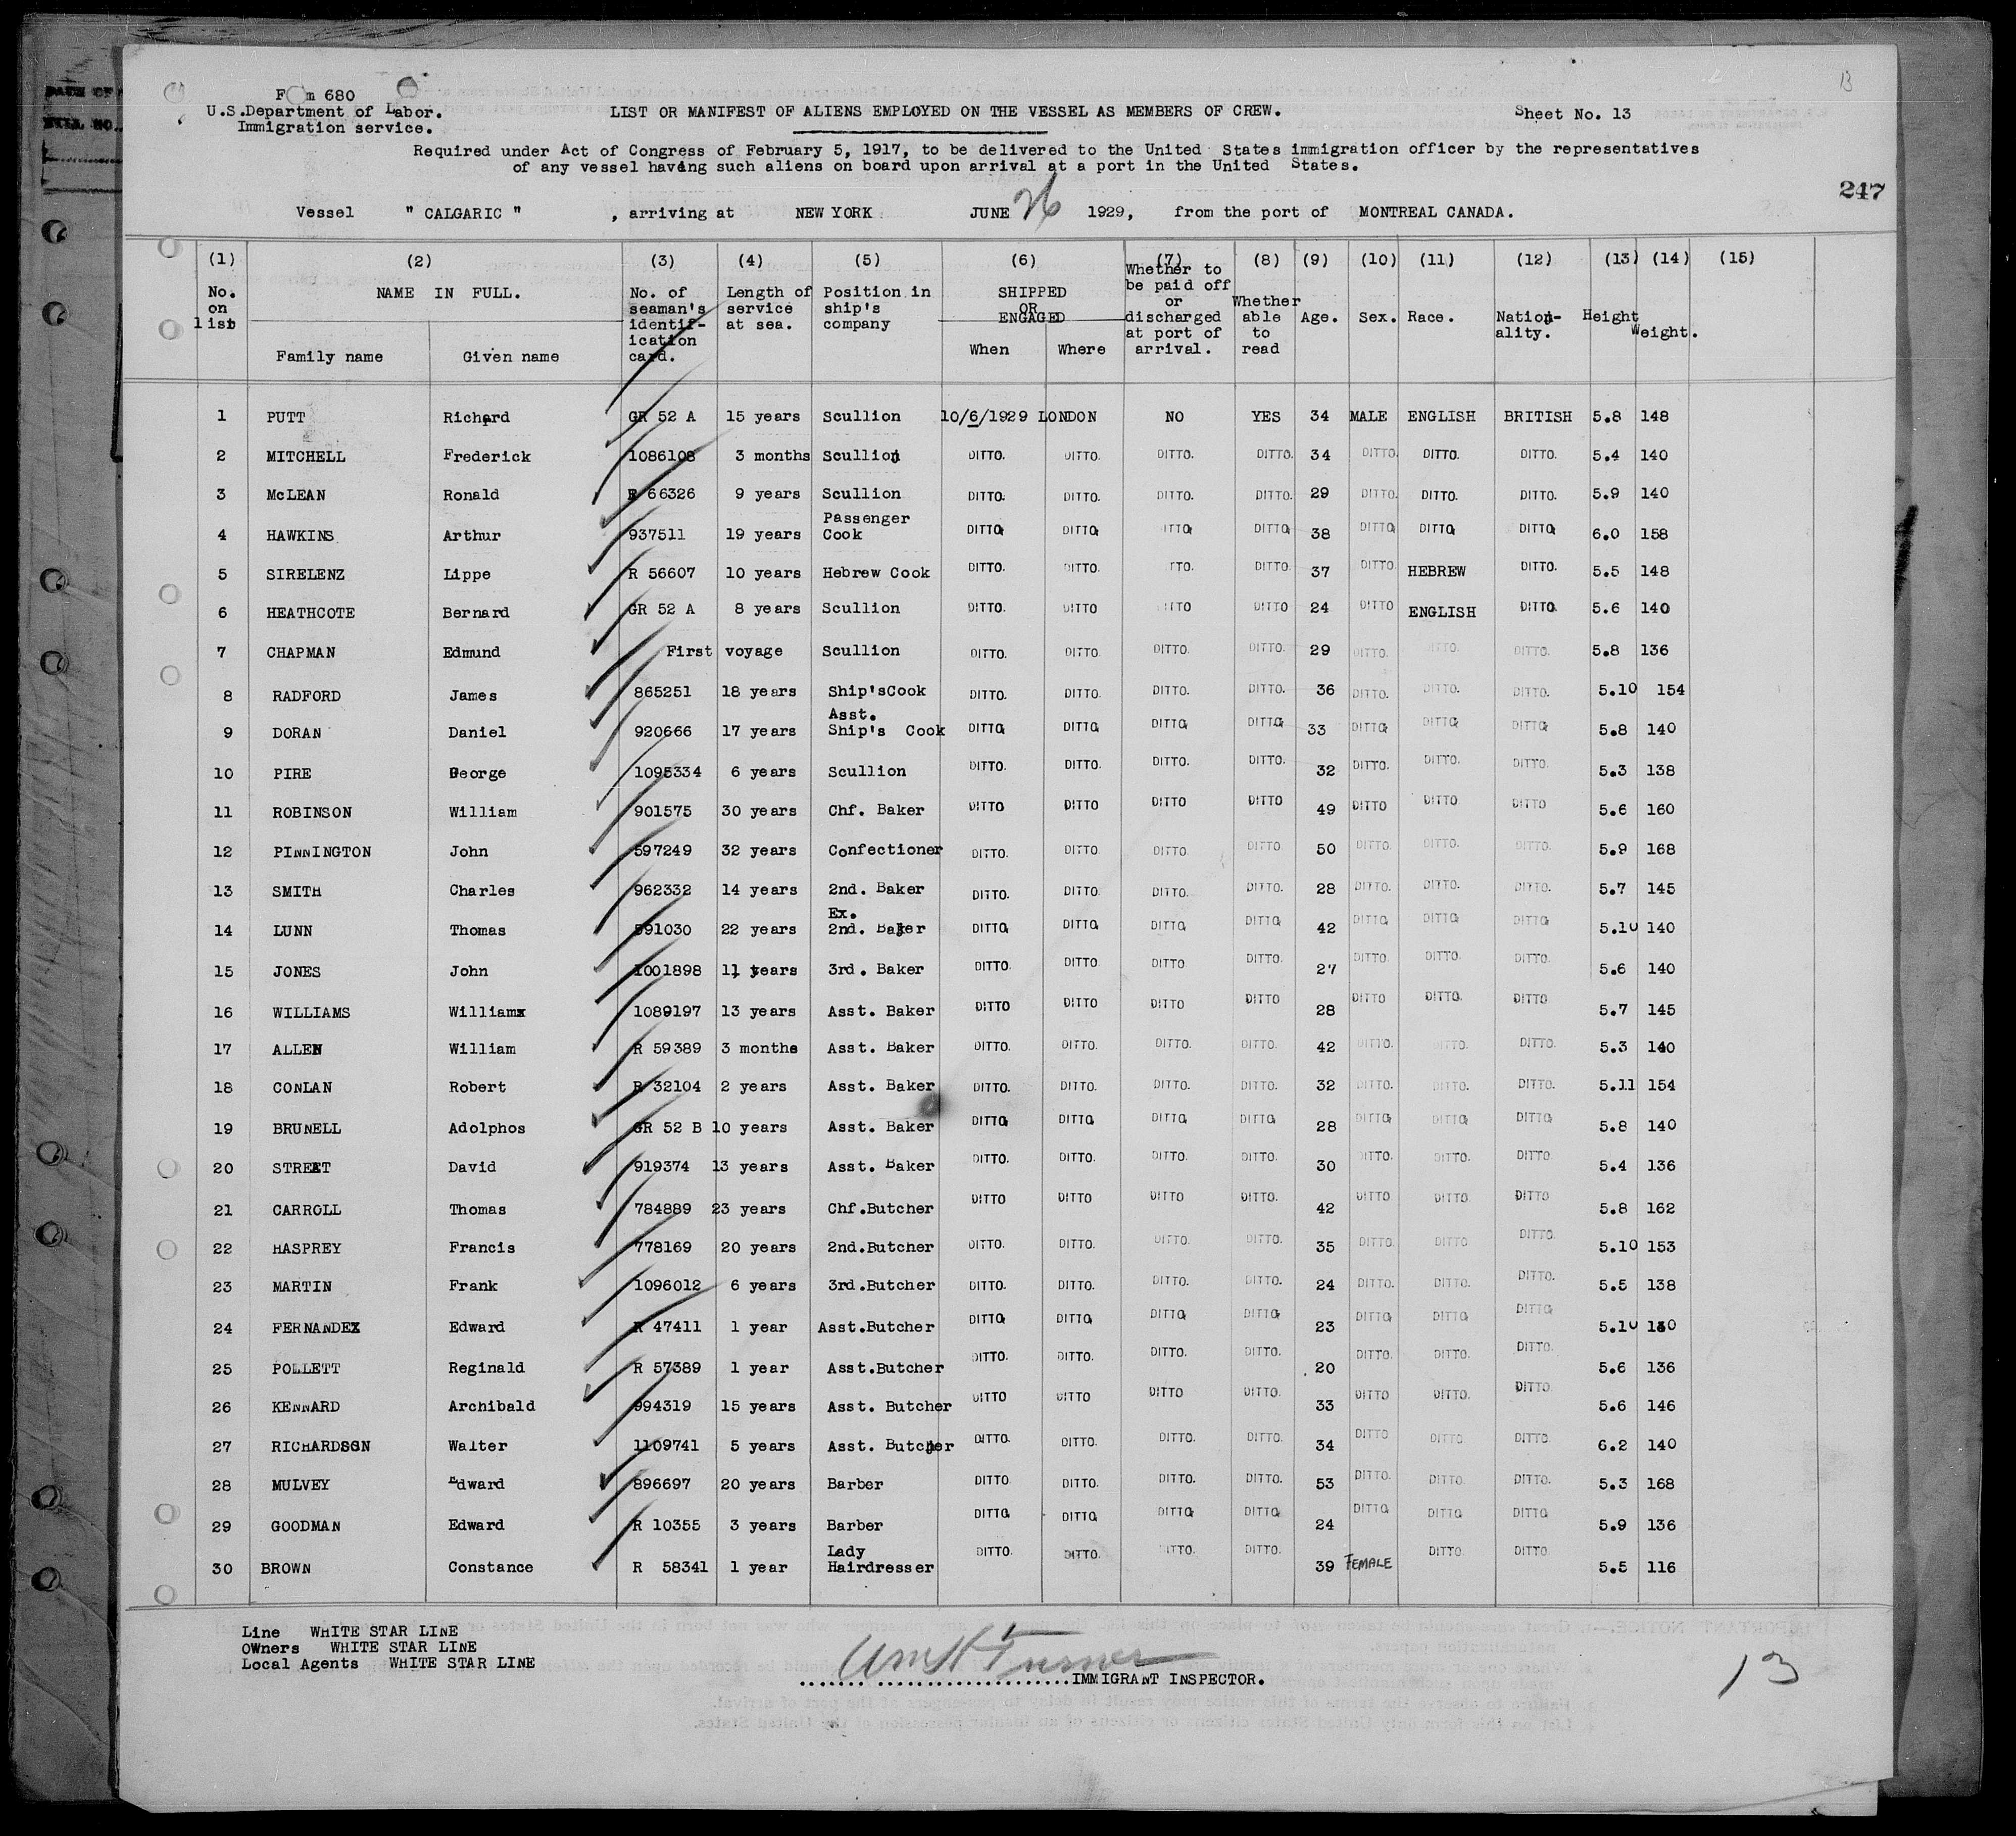 13
F m 680
U.S.Department of Labor.
Immigration service.
LIST OR MANIFEST OF ALIENS EMPLOYED ON THE VESSEL AS MEMBERS OF CREW.
Sheet No. 13
Required under Act of Congress of February 5, 1917, to be delivered to the United States immigration officer by the representatives
of any vessel having such aliens on board upon arrival at a port in the United States.
247
Vessel " CALGARIC " , arriving at NEW YORK JUNE 26 1929, from the port of MONTREAL CANADA.
(1) (2) (3) (4) (5) (6) (7) (8) (9) (10) (11) (12) (13) (14) (15)
No. on list NAME IN FULL. Family name Given name No. of seaman's identif-ication card. Length of service at sea. Position in ship's company SHIPPED OR ENGAGED When Where Whether to be paid off or discharged at port of arrival. Whether able to read Age. Sex. Race. Nation-ality. Height Weight.
1 PUTT Richard GR 52 A 15 years Scullion 10/6/1929 LONDON NO YES 34 MALE ENGLISH BRITISH 5.8 148
2 MITCHELL Frederick 1086108 3 months Scullion DITTO. DITTO. DITTO. DITTO. 34 DITTO. DITTO. DITTO. 5.4 140
3 McLEAN Ronald R 66326 9 years Scullion DITTO. DITTO. DITTO. DITTO. 29 DITTO. DITTO. DITTO. 5.9 140
4 HAWKINS Arthur 937511 19 years Passenger Cook DITTO DITTO DITTO DITTO 38 DITTO DITTO DITTO 6.0 158
5 SIRELENZ Lippe R 56607 10 years Hebrew Cook DITTO. DITTO. DITTO. DITTO. 37 DITTO. HEBREW DITTO. 5.5 148
6 HEATHCOTE Bernard GR 52 A 8 years Scullion DITTO. DITTO DITTO DITTO 24 DITTO ENGLISH DITTO 5.6 140
7 CHAPMAN Edmund First voyage Scullion DITTO. DITTO. DITTO. DITTO. 29 DITTO. DITTO. DITTO. 5.8 136
8 RADFORD James 865251 18 years Ship'sCook DITTO. DITTO. DITTO. DITTO. 36 DITTO. DITTO. DITTO. 5.10 154
9 DORAN Daniel 920666 17 years Asst. Ship's Cook DITTO DITTO DITTO DITTO 33 DITTO DITTO DITTO 5.8 140
10 PIRE George 1095334 6 years Scullion DITTO. DITTO. DITTO. DITTO. 32 DITTO. DITTO. DITTO. 5.3 138
11 ROBINSON William 901575 30 years Chf. Baker DITTO DITTO DITTO DITTO 49 DITTO DITTO DITTO 5.6 160
12 PINNINGTON John 597249 32 years Confectioner DITTO. DITTO. DITTO. DITTO. 50 DITTO. DITTO. DITTO. 5.9 168
13 SMITH Charles 962332 14 years 2nd. Baker DITTO. DITTO. DITTO. DITTO. 28 DITTO. DITTO. DITTO. 5.7 145
14 LUNN Thomas 591030 22 years Ex. 2nd. Baker DITTO DITTO DITTO DITTO 42 DITTO DITTO DITTO 5.10 140
15 JONES John 1001898 11 years 3rd. Baker DITTO. DITTO DITTO DITTO. 27 DITTO. DITTO. DITTO. 5.6 140
16 WILLIAMS Williamx 1089197 13 years Asst. Baker DITTO DITTO DITTO DITTO 28 DITTO DITTO. DITTO 5.7 145
17 ALLEN William R 59389 3 months Asst. Baker DITTO. DITTO. DITTO. DITTO. 42 DITTO. DITTO. DITTO. 5.3 140
18 CONLAN Robert R 32104 2 years Asst. Baker DITTO. DITTO. DITTO. DITTO. 32 DITTO. DITTO. DITTO. 5.11 154
19 BRUNELL Adolphos GR 52 B 10 years Asst. Baker DITTO DITTO DITTO DITTO 28 DITTO DITTO DITTO 5.8 140
20 STREET David 919374 13 years Asst. Baker DITTO. DITTO. DITTO. DITTO. 30 DITTO. DITTO. DITTO. 5.4 136
21 CARROLL Thomas 784889 23 years Chf.Butcher DITTO DITTO DITTO DITTO. 42 DITTO DITTO DITTO 5.8 162
22 HASPREY Francis 778169 20 years 2nd.Butcher DITTO. DITTO. DITTO. DITTO. 35 DITTO. DITTO DITTO. 5.10 153
23 MARTIN Frank 1096012 6 years 3rd.Butcher DITTO. DITTO. DITTO. DITTO. 24 DITTO. DITTO. DITTO. 5.5 138
24 FERNANDEZ Edward R 47411 1 year Asst.Butcher DITTO DITTO DITTO DITTO 23 DITTO DITTO DITTO 5.10
25 POLLETT Reginald R 57389 1 year Asst.Butcher DITTO. DITTO. DITTO. DITTO. 20 DITTO. DITTO. DITTO. 5.6 136
26 KENNARD Archibald 994319 15 years Asst. Butcher DITTO DITTO DITTO DITTO. 33 DITTO DITTO. DITTO 5.6 146
27 RICHARDSON Walter 1109741 5 years Asst. Butcher DITTO. DITTO. DITTO. DITTO. 34 DITTO DITTO DITTO. 6.2 140
28 MULVEY Edward 896697 20 years Barber DITTO DITTO. DITTO. DITTO. 53 DITTO. DITTO. DITTO. 5.3 168
29 GOODMAN Edward R 10355 3 years Barber DITTO DITTO DITTO DITTO 24 DITTO DITTO DITTO 5.9 136
30 BROWN Constance R 58341 1 year Lady Hairdresser DITTO. DITTO. DITTO. DITTO. 39 FEMALE DITTO. DITTO 5.5 116
Line WHITE STAR LINE
Owners WHITE STAR LINE
Local Agents WHITE STAR LINE
Wm K Turner
IMMIGRANT INSPECTOR.
13